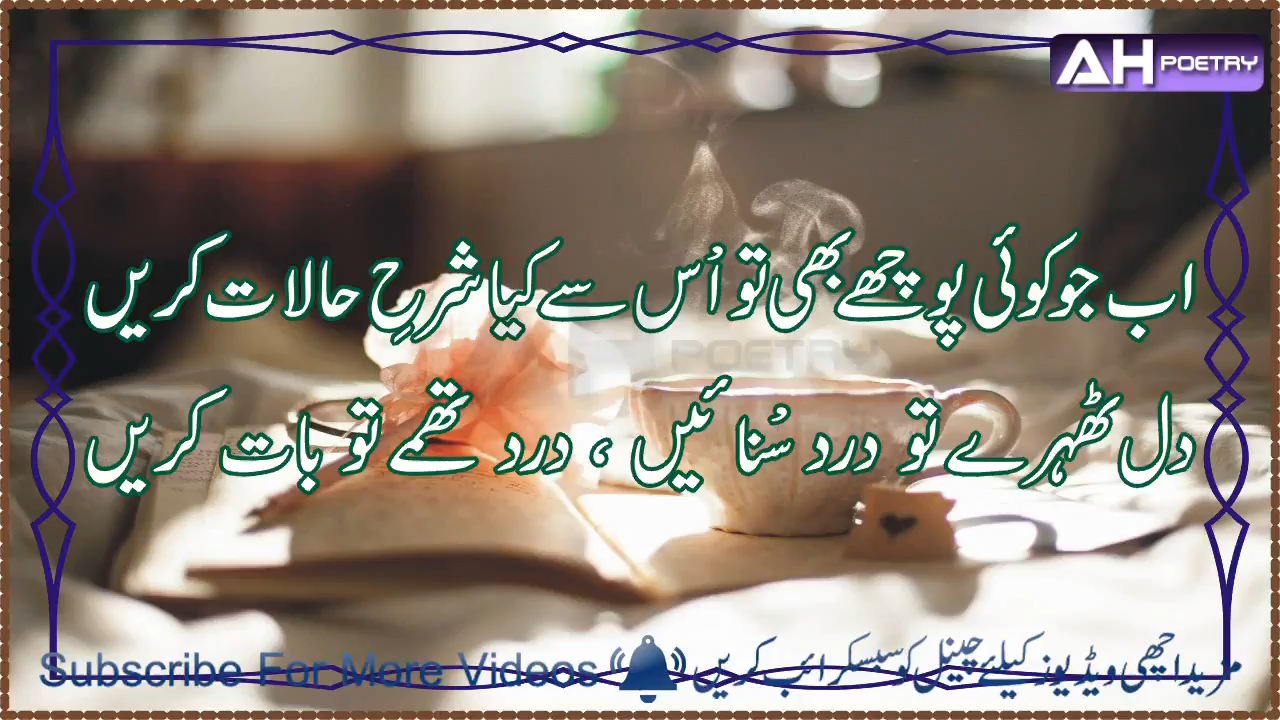 AH POETRY
اب جو کوئی پوچھے بھی تو اُس سے کیا شرحِ حالات کریں
POETRY
دل ٹھہرے تو درد سُنائیں ، درد تھمے تو بات کریں
Subscribe For More Videos مزید اچھی ویڈیوز کیلئے چینل کو سبسکرائب کریں